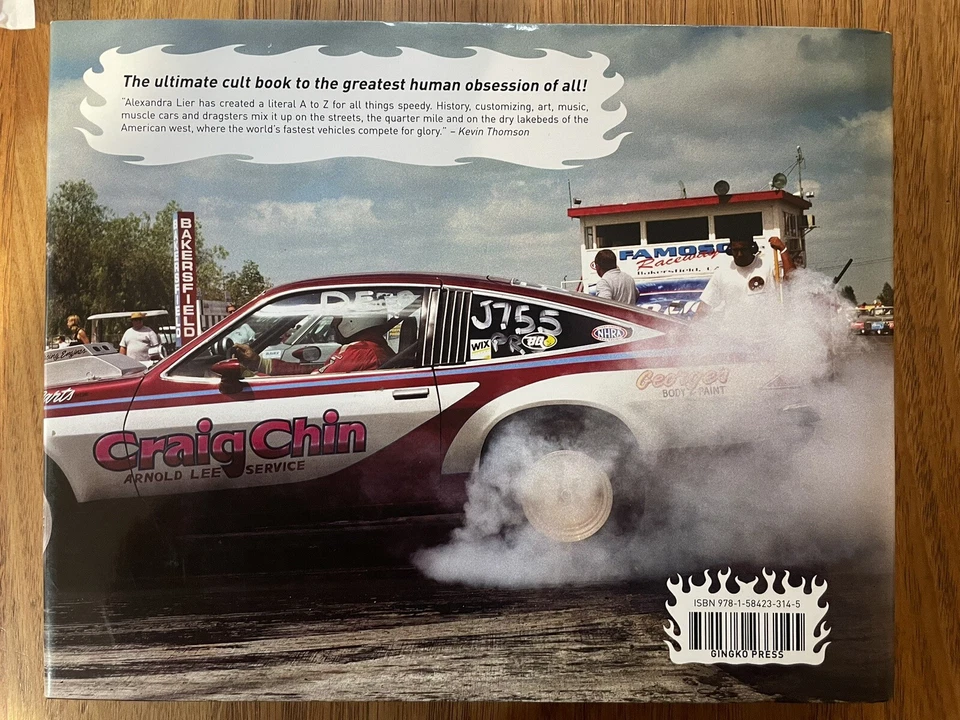 The ultimate cult book to the greatest human obsession of all!
"Alexandra Lier has created a literal A to Z for all things speedy. History, customizing, art, music,
muscle cars and dragsters mix it up on the streets, the quarter mile and on the dry lakebeds of the
American west, where the world's fastest vehicles compete for glory." – Kevin Thomson
BAKERSFIELD
FAMOSO
Raceway
Bakersfield,
J755
NHRA
WIX
George's
BODY & PAINT
Craig Chin
ARNOLD LEE SERVICE
ISBN 978-1-58423-314-5
GINGKO PRESS